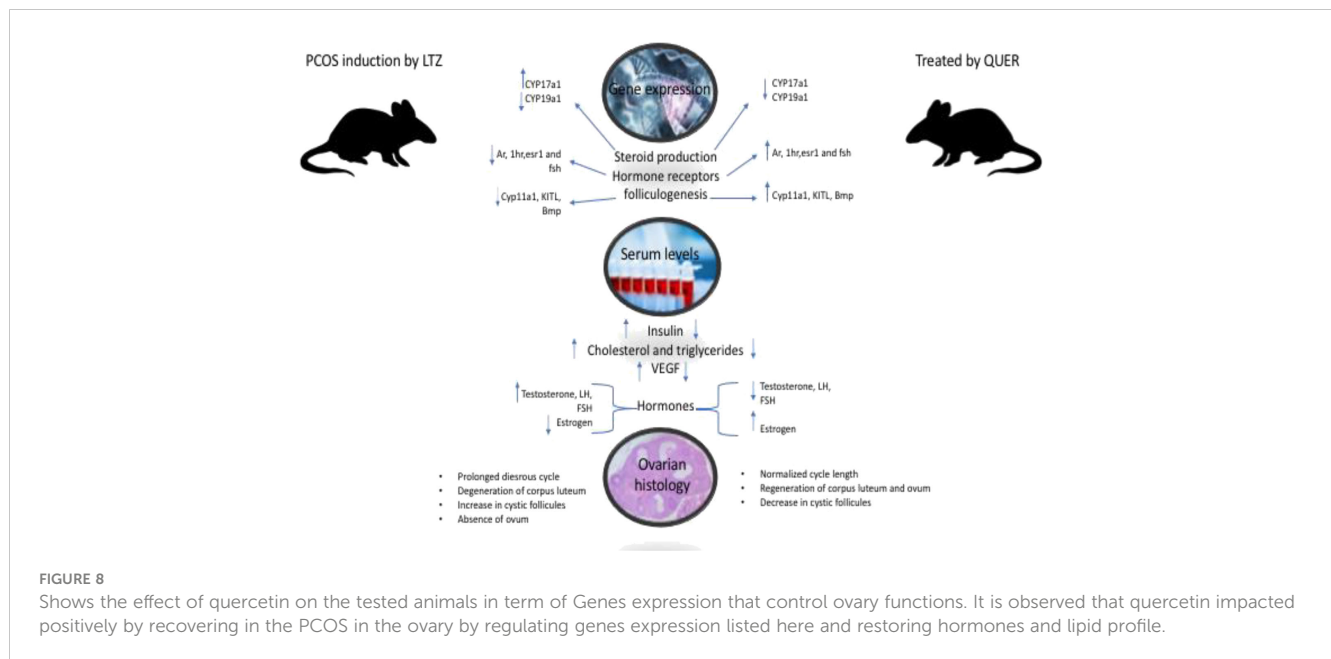 PCOS induction by LTZ
Treated by QUER
Gene expression
CYP17a1
CYP19a1
CYP17a1
CYP19a1
Steroid production
Hormone receptors
folliculogenesis
Ar, 1hr,esr1 and
fsh
Ar, 1hr,esr1 and fsh
Cyp11a1, KITL,
Bmp
Cyp11a1, KITL, Bmp
Serum levels
Insulin
Cholesterol and triglycerides
VEGF
Testosterone, LH,
FSH
Estrogen
Hormones
Testosterone, LH,
FSH
Estrogen
Ovarian
histology
• Prolonged diesrous cycle
• Degeneration of corpus luteum
• Increase in cystic follicules
• Absence of ovum
• Normalized cycle length
• Regeneration of corpus luteum and ovum
• Decrease in cystic follicules
FIGURE 8
Shows the effect of quercetin on the tested animals in term of Genes expression that control ovary functions. It is observed that quercetin impacted
positively by recovering in the PCOS in the ovary by regulating genes expression listed here and restoring hormones and lipid profile.